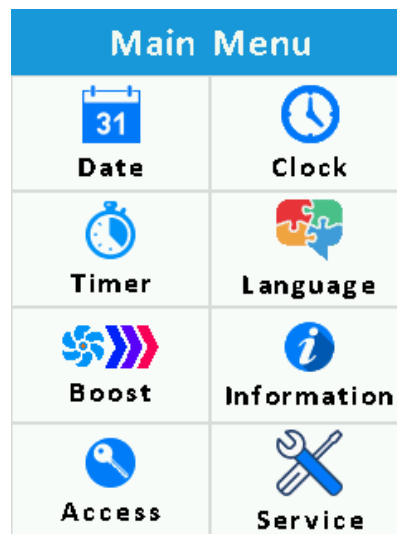 Main Menu
31
Date
Clock
Timer
Language
Boost
i
Information
Access
Service